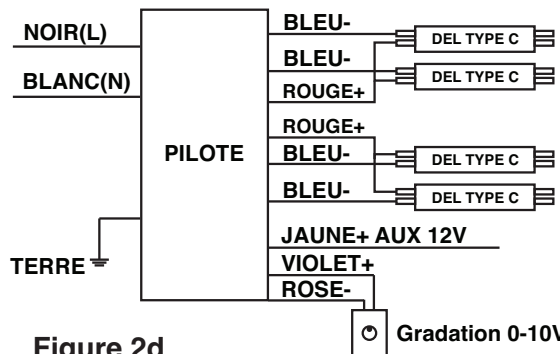 NOIR(L)
BLANC(N)
TERRE
PILOTE
BLEU-
BLEU-
ROUGE+
ROUGE+
BLEU-
BLEU-
JAUNE+ AUX 12V
VIOLET+
ROSE-
DEL TYPE C
DEL TYPE C
DEL TYPE C
DEL TYPE C
Gradation 0-10V
Figure 2d